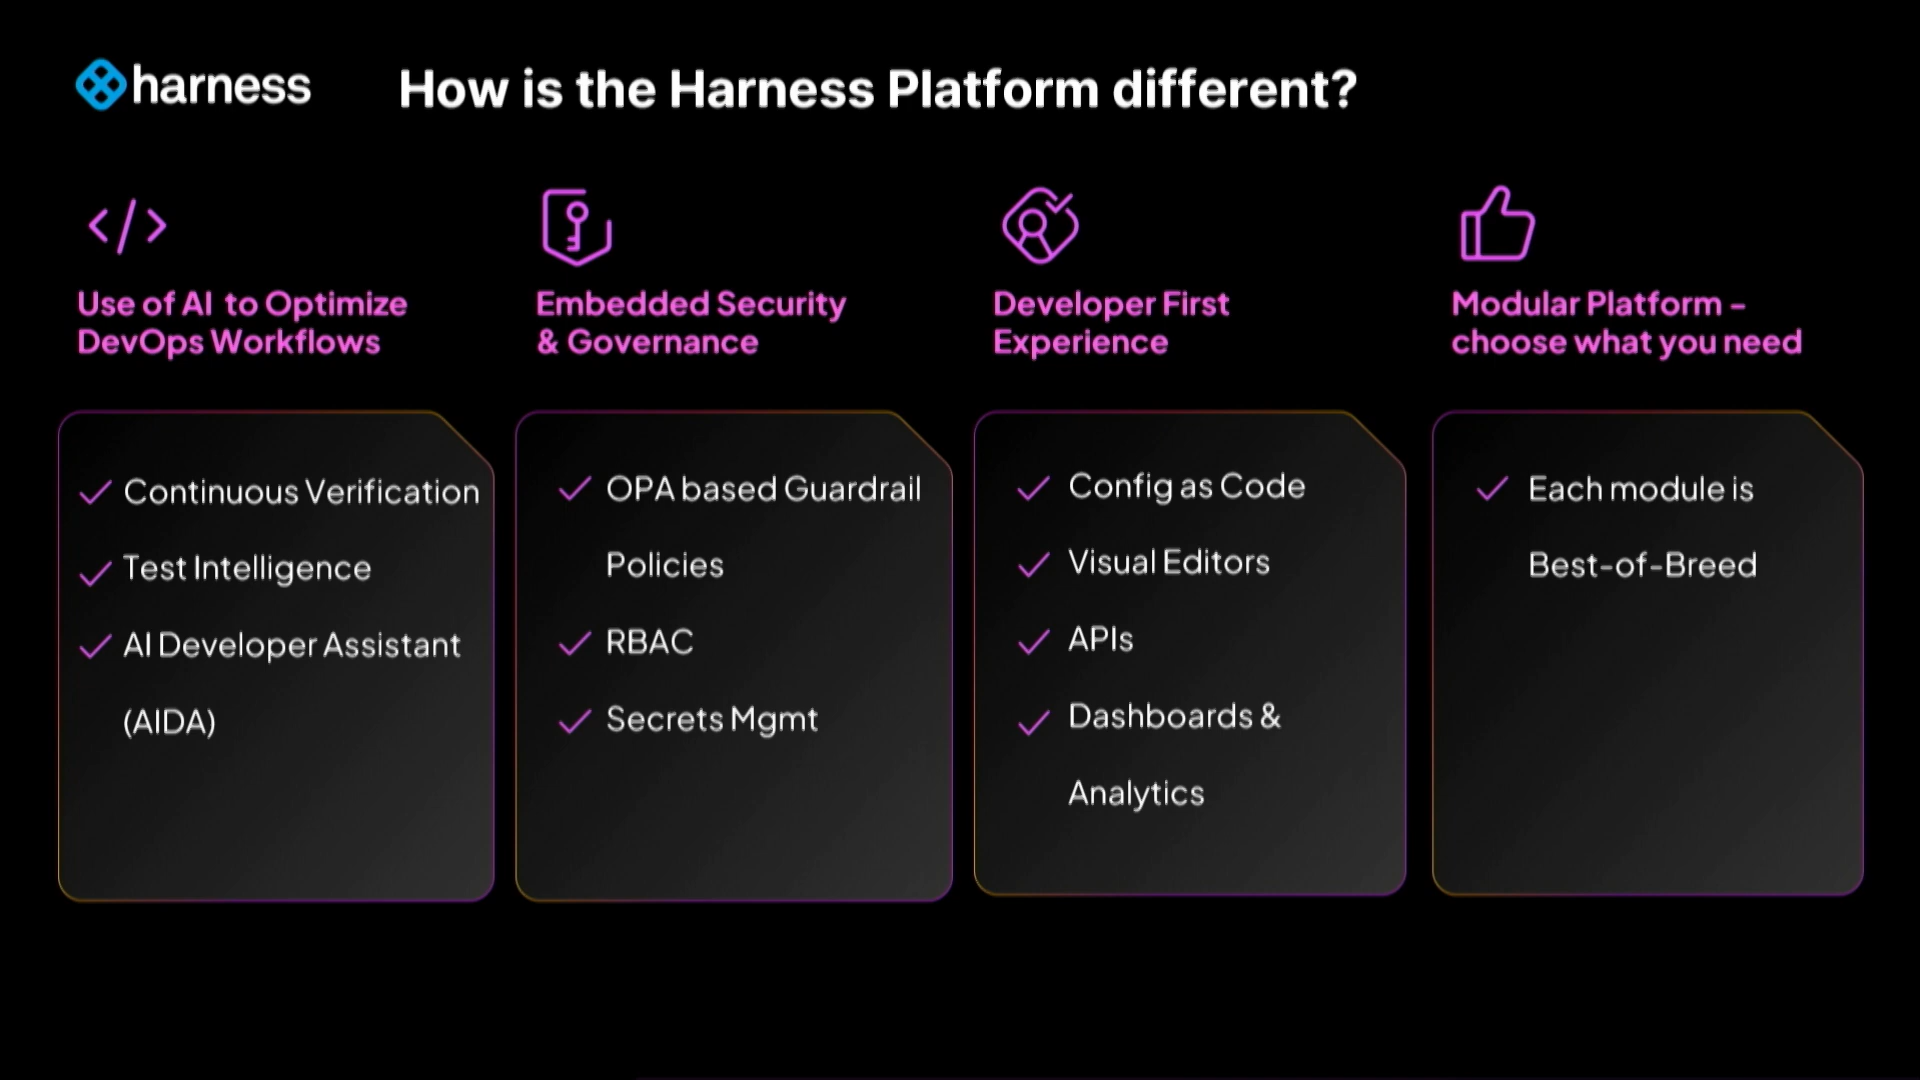 harness
How is the Harness Platform different?
Use of AI to Optimize
DevOps Workflows
Continuous Verification
Test Intelligence
AI Developer Assistant
(AIDA)
Embedded Security
& Governance
OPA based Guardrail
Policies
RBAC
Secrets Mgmt
Developer First
Experience
Config as Code
Visual Editors
APIs
Dashboards &
Analytics
Modular Platform –
choose what you need
Each module is
Best-of-Breed